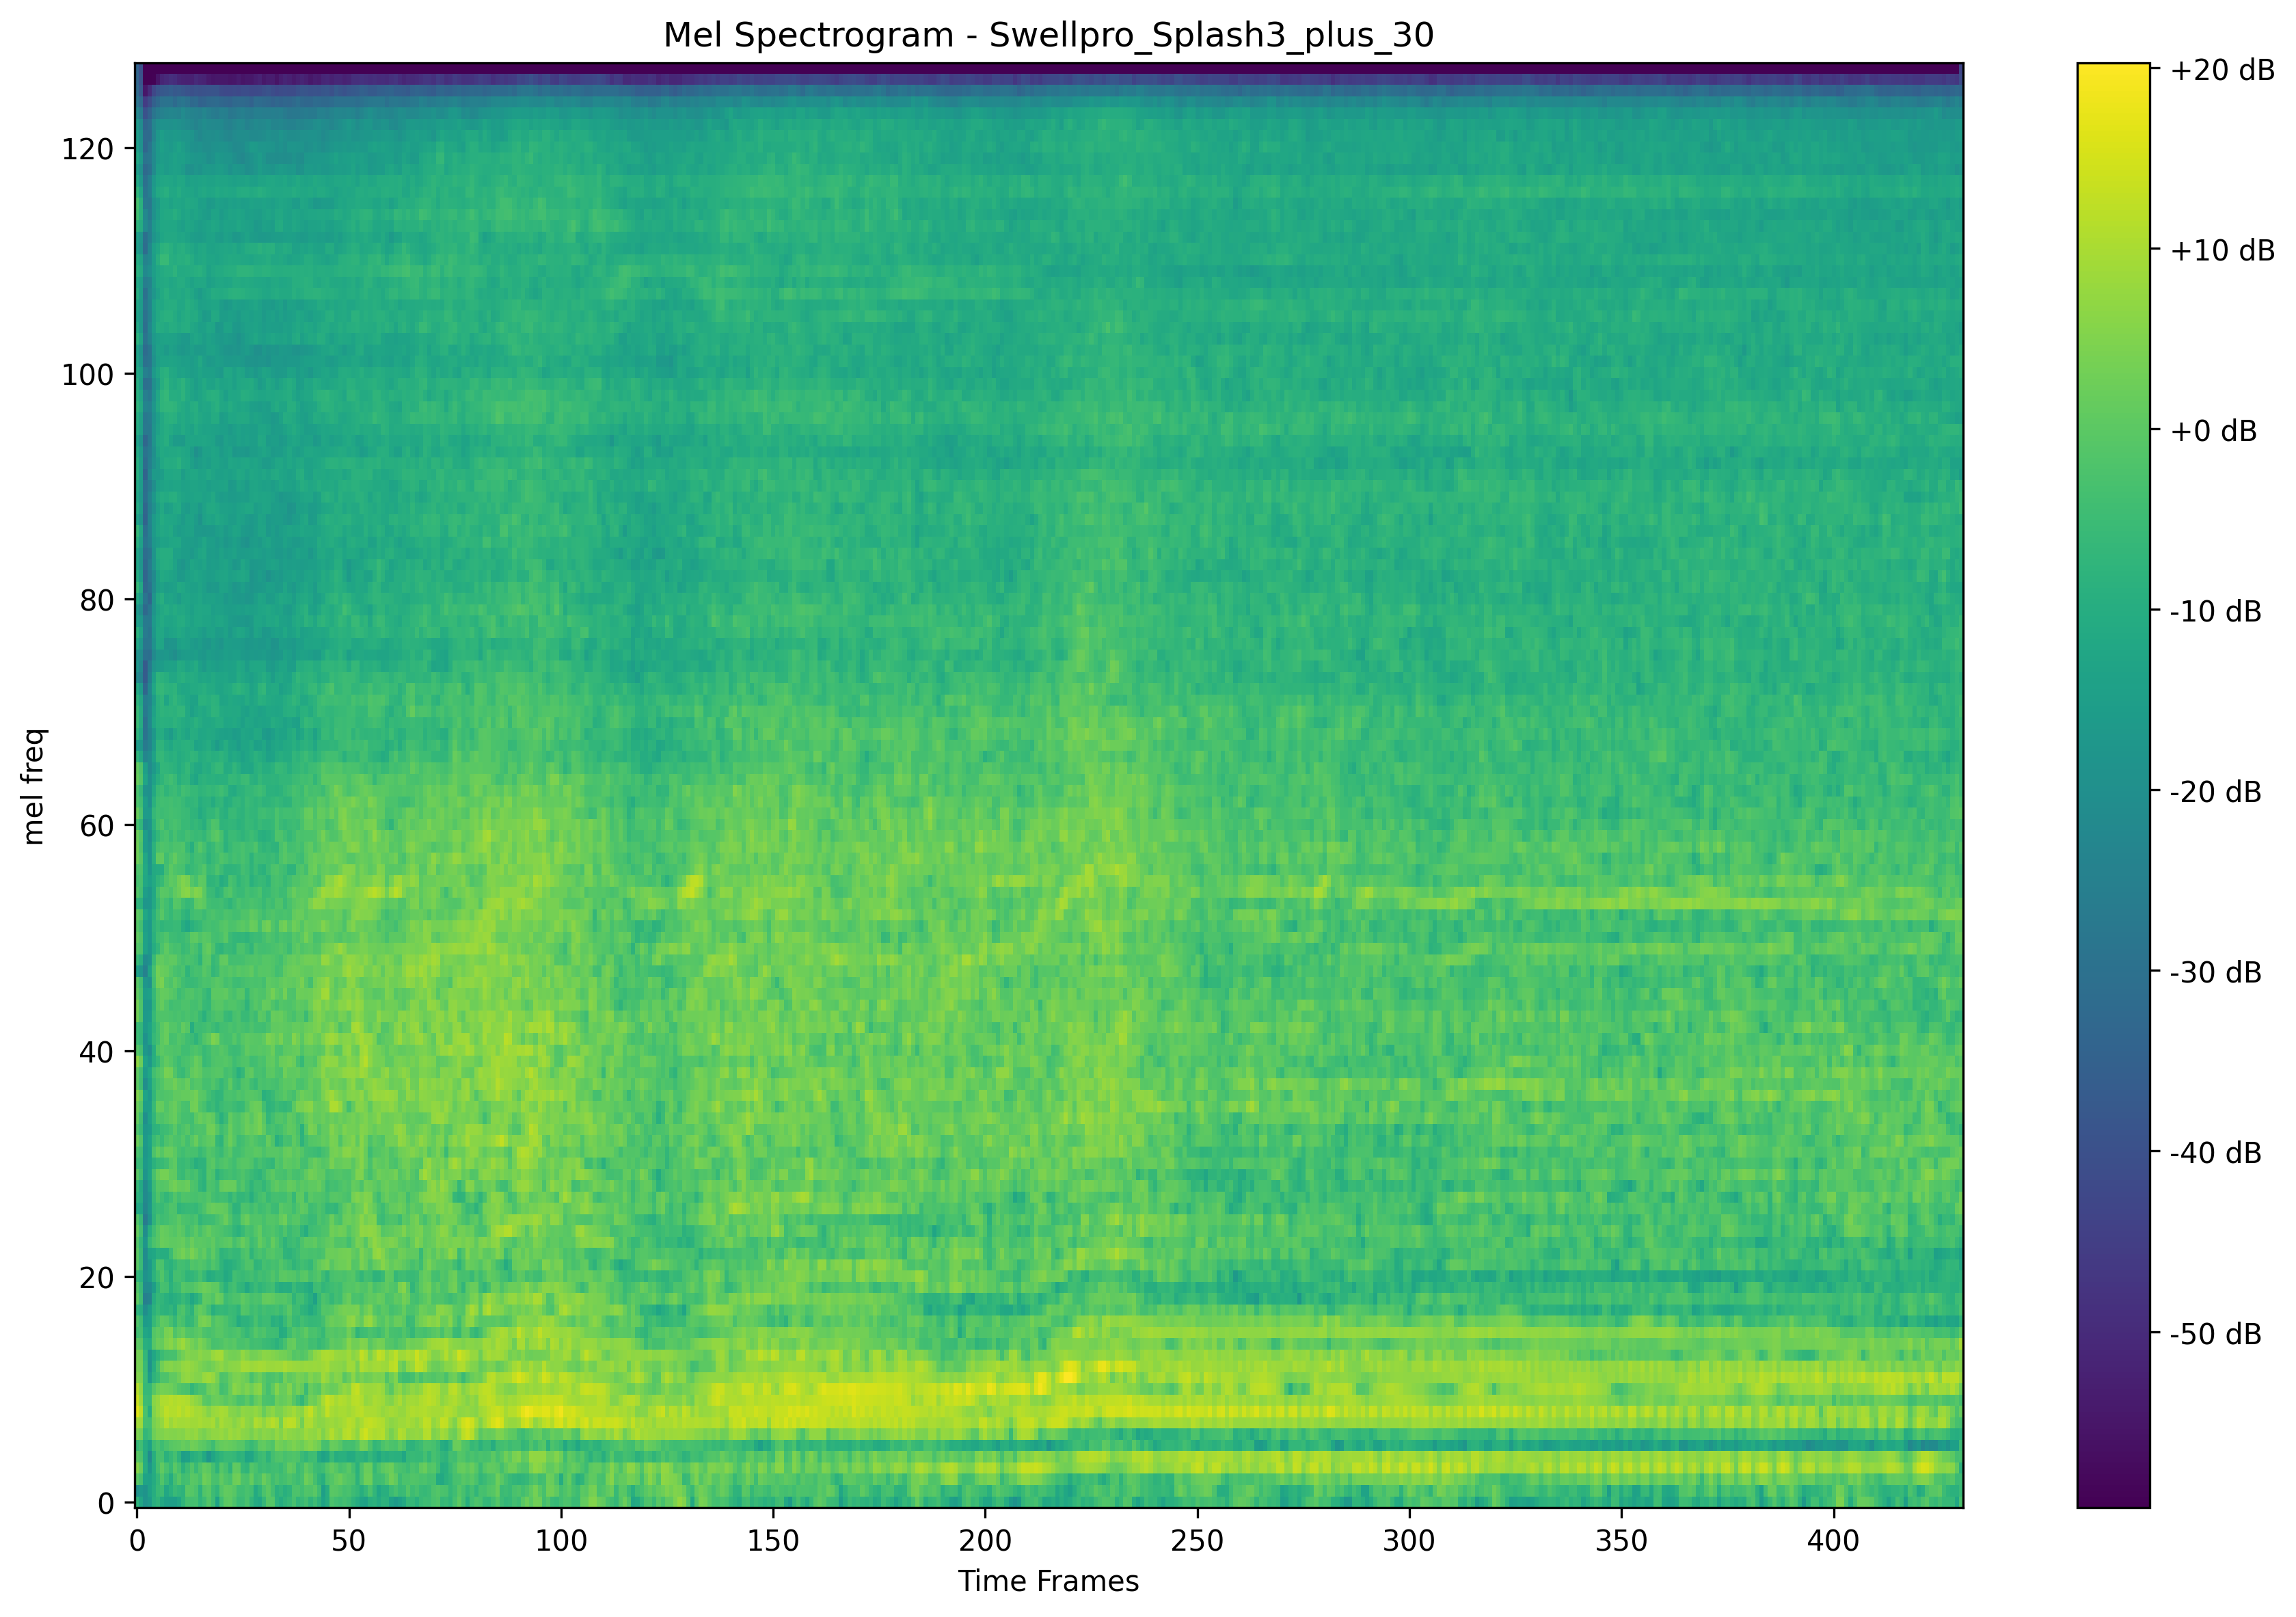 Mel Spectrogram - Swellpro_Splash3_plus_30
mel freq
120
100
80
60
40
20
0
0 50 100 150 200 250 300 350 400
Time Frames
+20 dB
+10 dB
+0 dB
-10 dB
-20 dB
-30 dB
-40 dB
-50 dB